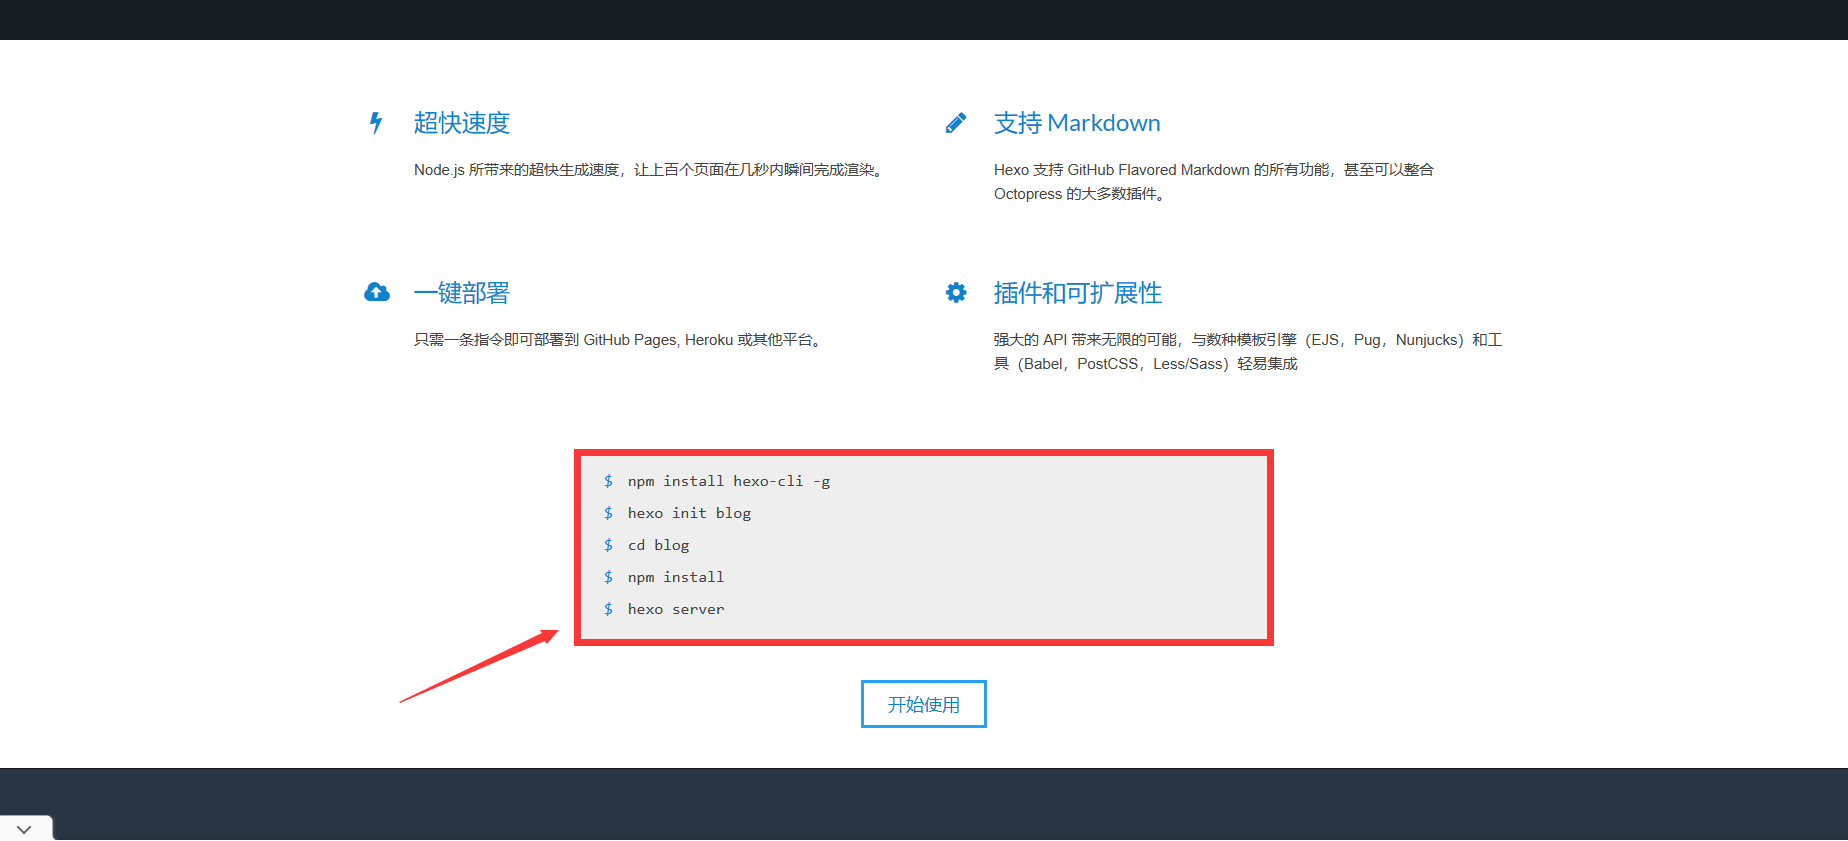 超快速度
Node.js 所带来的超快生成速度，让上百个页面在几秒内瞬间完成渲染。
支持 Markdown
Hexo 支持 GitHub Flavored Markdown 的所有功能，甚至可以整合
Octopress 的大多数插件。
一键部署
只需一条指令即可部署到 GitHub Pages, Heroku 或其他平台。
插件和可扩展性
强大的 API 带来无限的可能，与数种模板引擎（EJS，Pug，Nunjucks）和工
具（Babel，PostCSS，Less/Sass）轻易集成
$ npm install hexo-cli -g
$ hexo init blog
$ cd blog
$ npm install
$ hexo server
开始使用